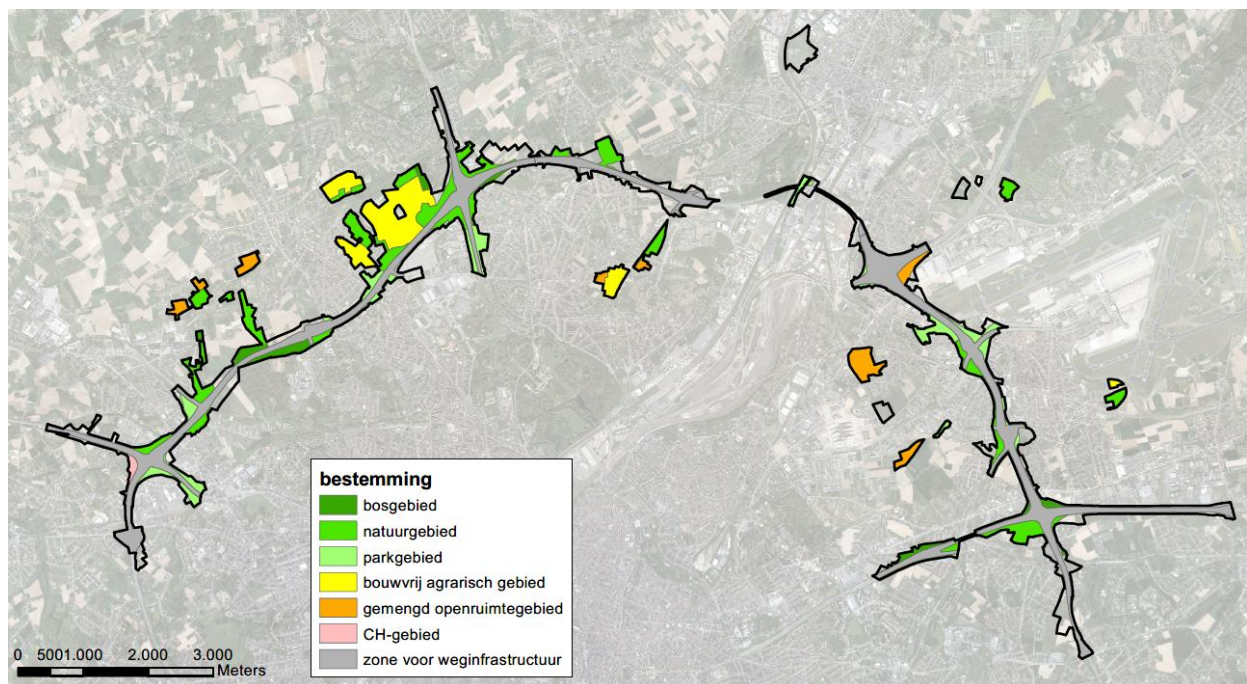 bestemming
bosgebied
natuurgebied
parkgebied
bouwvrij agrarisch gebied
gemengd openruimtegebied
CH-gebied
zone voor weginfrastructuur
0 5001.000 2.000 3.000
Meters